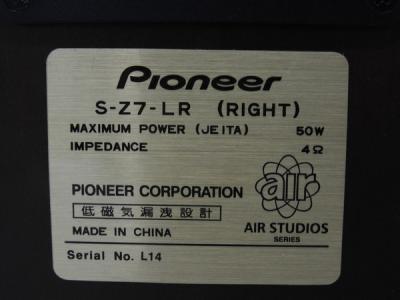 Pioneer
S-Z7-LR (RIGHT)
MAXIMUM POWER (JEITA) 50W
IMPEDANCE 4Ω
PIONEER CORPORATION
低磁気漏洩設計
MADE IN CHINA
air
AIR STUDIOS
SERIES
Serial No. L14